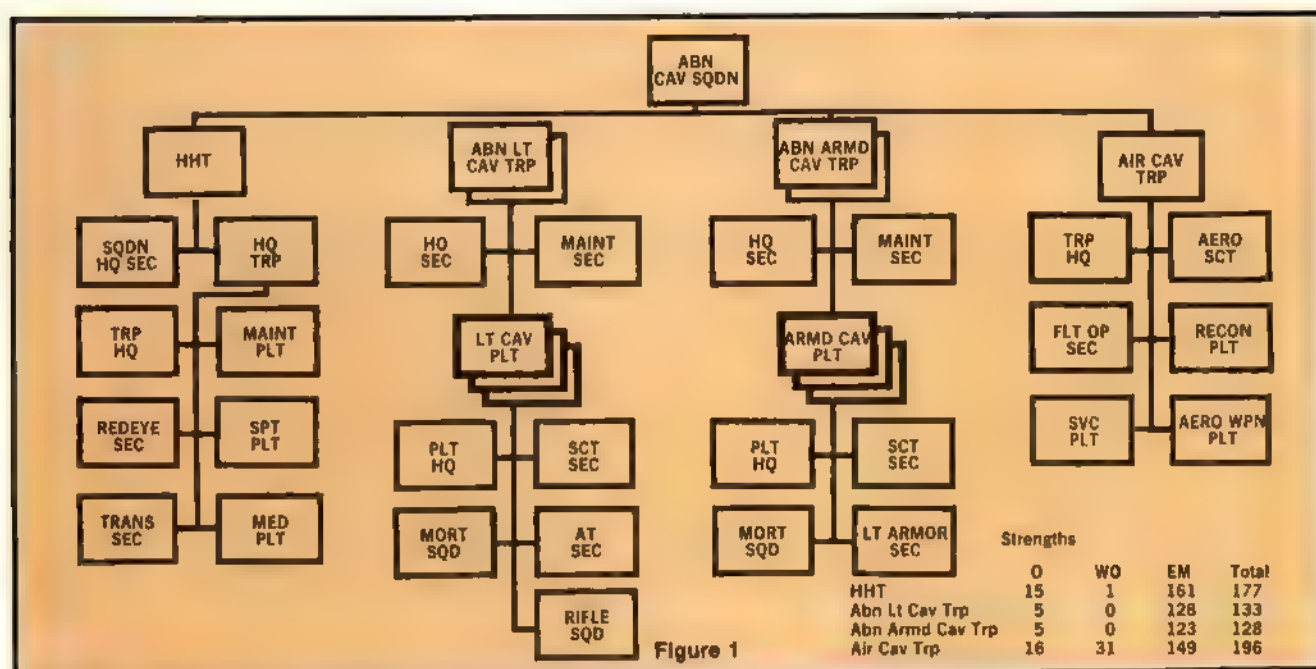 ABN
CAV SQDN
HHT
ABN LT
CAV TRP
ABN ARMD
CAV TRP
AIR CAV
TRP
SQDN
HQ SEC
HQ
TRP
HQ
SEC
MAINT
SEC
HQ
SEC
MAINT
SEC
TRP
HQ
AERO
SCT
TRP
HQ
MAINT
PLT
LT CAV
PLT
ARMD CAV
PLT
FLT OP
SEC
RECON
PLT
REDEYE
SEC
SPT
PLT
PLT
HQ
SCT
SEC
PLT
HQ
SCT
SEC
SVC
PLT
AERO WPN
PLT
TRANS
SEC
MED
PLT
MORT
SQD
AT
SEC
MORT
SQD
LT ARMOR
SEC
RIFLE
SQD
Figure 1
Strengths
O WO EM Total
HHT 15 1 161 177
Abn Lt Cav Trp 5 0 128 133
Abn Armd Cav Trp 5 0 123 128
Air Cav Trp 16 31 149 196